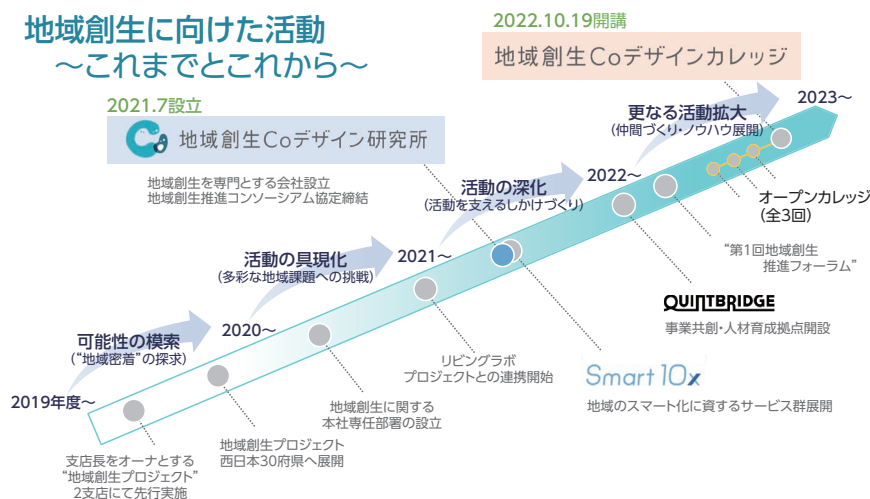 地域創生に向けた活動
～これまでとこれから～
2022.10.19開講
地域創生Coデザインカレッジ
2021.7設立
地域創生Coデザイン研究所
地域創生を専門とする会社設立
地域創生推進コンソーシアム協定締結
更なる活動拡大
(仲間づくり・ノウハウ展開)
2023～
活動の深化
(活動を支えるしかけづくり)
2022～
オープンカレッジ
(全3回)
活動の具現化
(多彩な地域課題への挑戦)
2021～
“第1回地域創生
推進フォーラム”
QUINTBRIDGE
事業共創・人材育成拠点開設
可能性の模索
(“地域密着”の探求)
2020～
リビングラボ
プロジェクトとの連携開始
Smart 10x
地域のスマート化に資するサービス群展開
2019年度～
地域創生に関する
本社専任部署の設立
地域創生プロジェクト
西日本30府県へ展開
支店長をオーナとする
“地域創生プロジェクト”
2支店にて先行実施